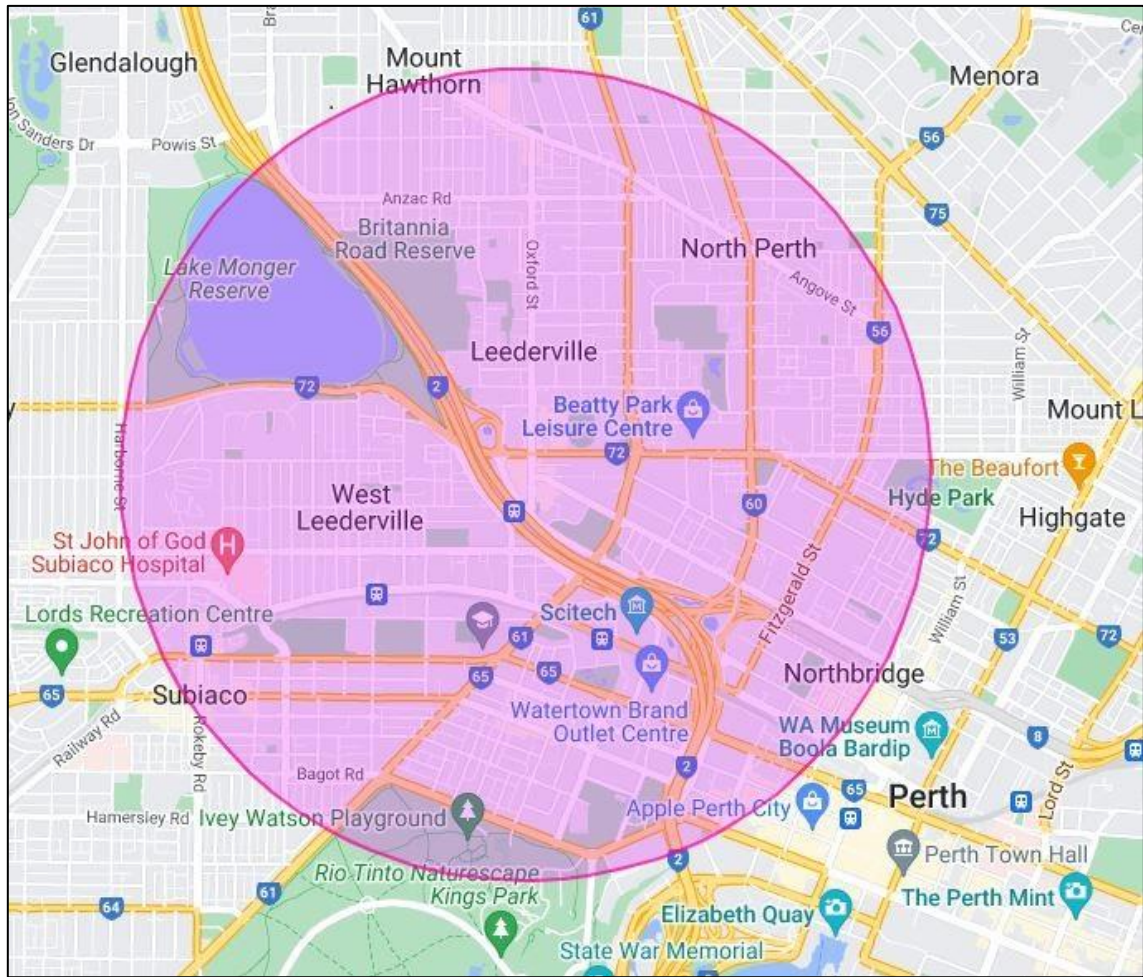 61
Glendalough
Mount
Hawthorn
Menora
on Sanders Dr
Powis St
56
Anzac Rd
75
Britannia
Road Reserve
Oxford St
North Perth
Lake Monger
Reserve
Angove St
56
Leederville
William St
72
2
Beatty Park
Leisure Centre
Mount L
Harborne St
72
The Beaufort
Hyde Park
West
Leederville
60
Highgate
72
St John of God
Subiaco Hospital
Fitzgerald St
Lords Recreation Centre
Scitech
William St
61
53
72
65
65
65
Northbridge
Subiaco
Railway Rd
Rokeby Rd
Watertown Brand
Outlet Centre
WA Museum
Boola Bardip
8
2
Bagot Rd
Lord St
Hamersley Rd
Ivey Watson Playground
Apple Perth City
65
Perth
Rio Tinto Naturescape
Kings Park
2
Perth Town Hall
61
64
Elizabeth Quay
The Perth Mint
State War Memorial